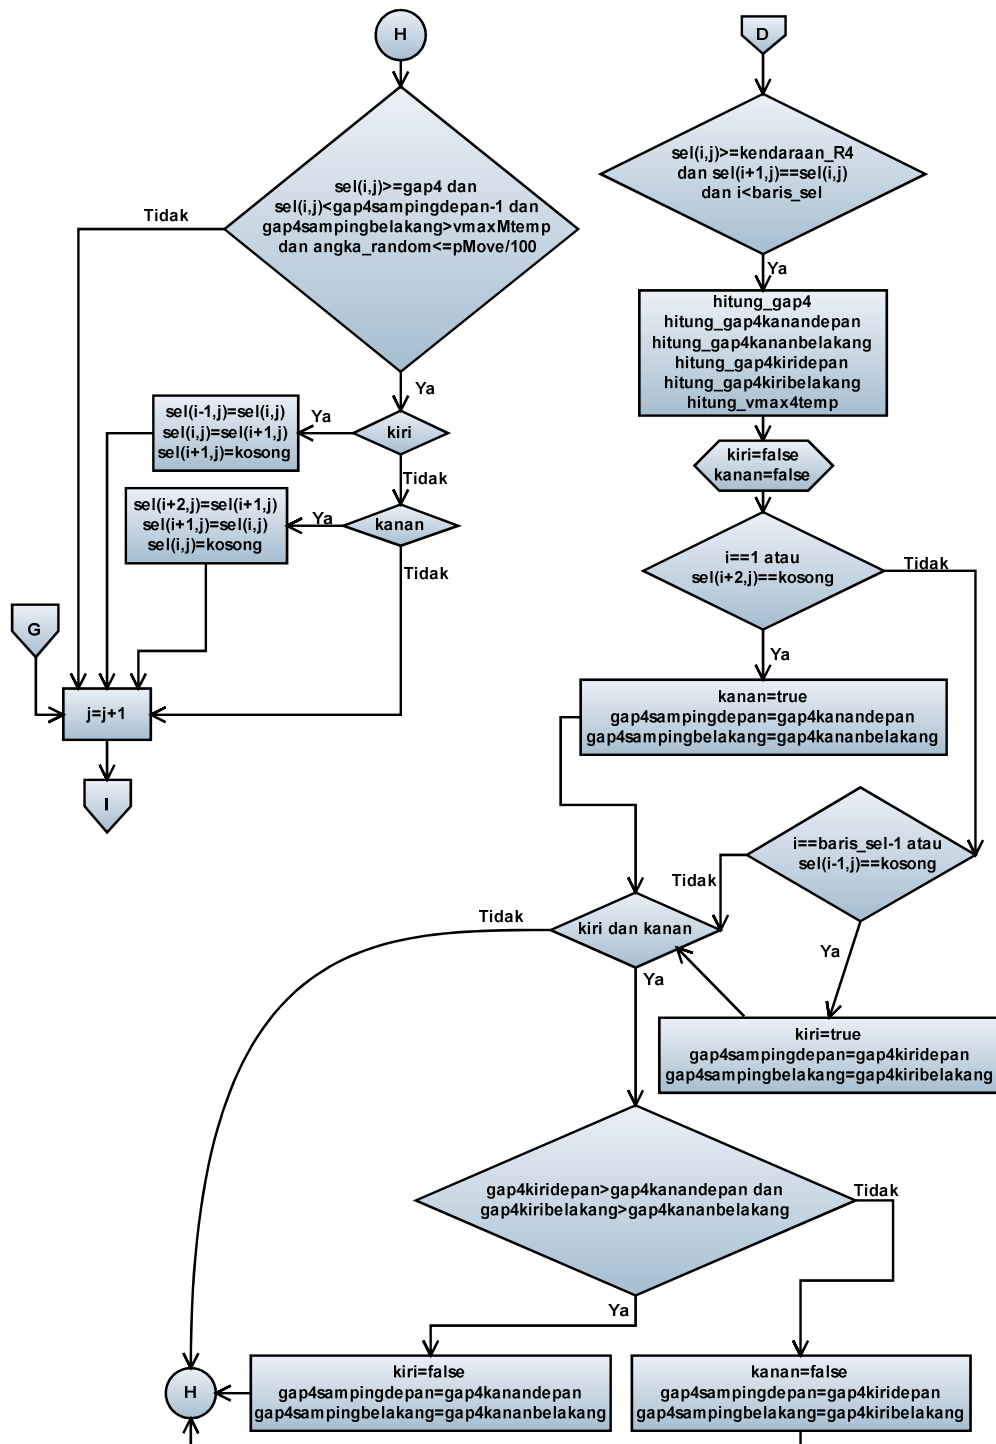 H
sel(i,j)>=gap4 dan
sel(i,j)<gap4sampingdepan-1 dan
gap4sampingbelakang>vmaxMtemp
dan angka_random<=pMove/100
Tidak
Ya
kiri
Ya
sel(i-1,j)=sel(i,j)
sel(i,j)=sel(i+1,j)
sel(i+1,j)=kosong
Tidak
kanan
Ya
sel(i+2,j)=sel(i+1,j)
sel(i+1,j)=sel(i,j)
sel(i,j)=kosong
Tidak
G
j=j+1
I
D
sel(i,j)>=kendaraan_R4
dan sel(i+1,j)==sel(i,j)
dan i<baris_sel
Ya
hitung_gap4
hitung_gap4kanandepan
hitung_gap4kananbelakang
hitung_gap4kiridepan
hitung_gap4kiribelakang
hitung_vmax4temp
kiri=false
kanan=false
i==1 atau
sel(i+2,j)==kosong
Tidak
Ya
kanan=true
gap4sampingdepan=gap4kanandepan
gap4sampingbelakang=gap4kananbelakang
i==baris_sel-1 atau
sel(i-1,j)==kosong
Tidak
Ya
kiri=true
gap4sampingdepan=gap4kiridepan
gap4sampingbelakang=gap4kiribelakang
kiri dan kanan
Tidak
Ya
gap4kiridepan>gap4kanandepan dan
gap4kiribelakang>gap4kananbelakang
Tidak
Ya
kiri=false
gap4sampingdepan=gap4kanandepan
gap4sampingbelakang=gap4kananbelakang
kanan=false
gap4sampingdepan=gap4kiridepan
gap4sampingbelakang=gap4kiribelakang
H